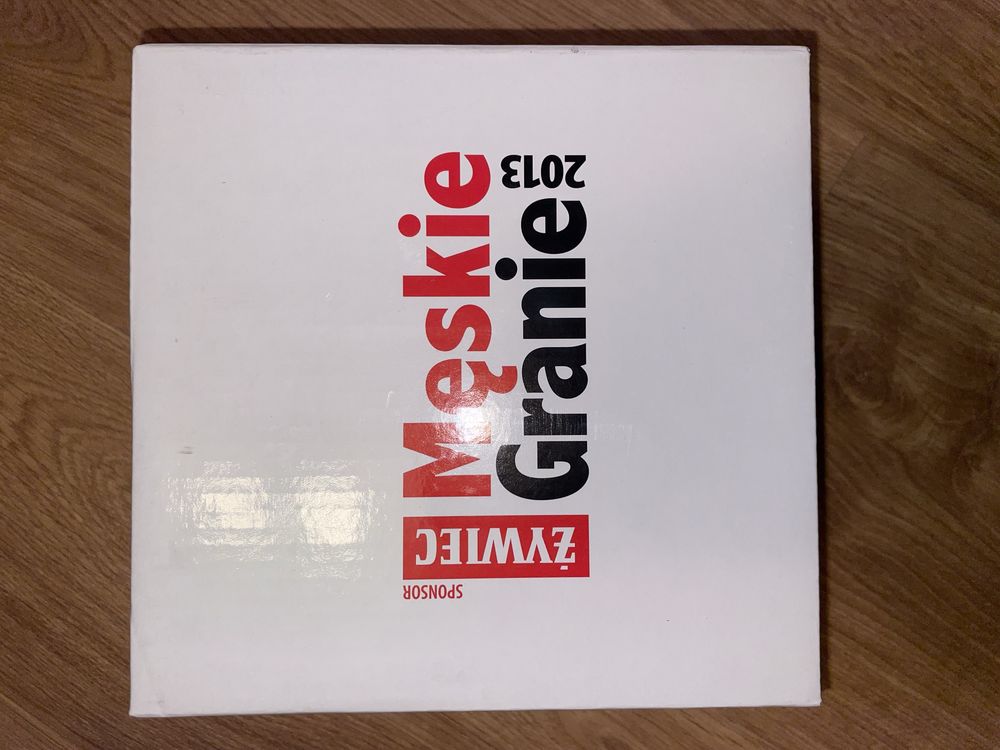 SPONSOR
ŻYWIEC
Męskie
Granie
2013